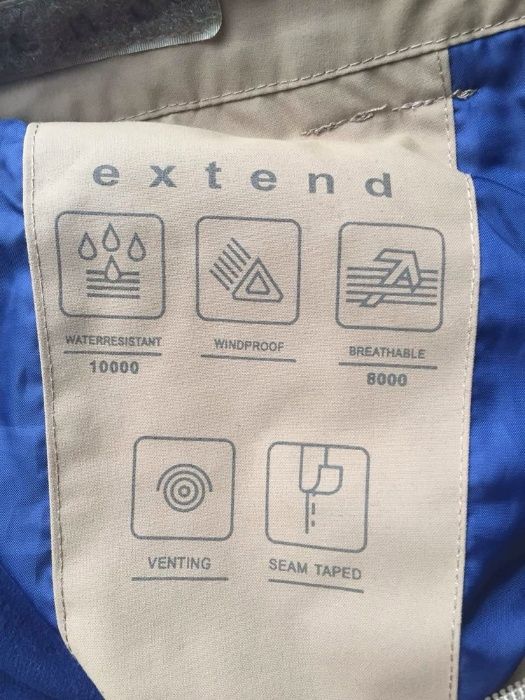 extend
WATERRESISTANT
10000
WINDPROOF
BREATHABLE
8000
VENTING
SEAM TAPED